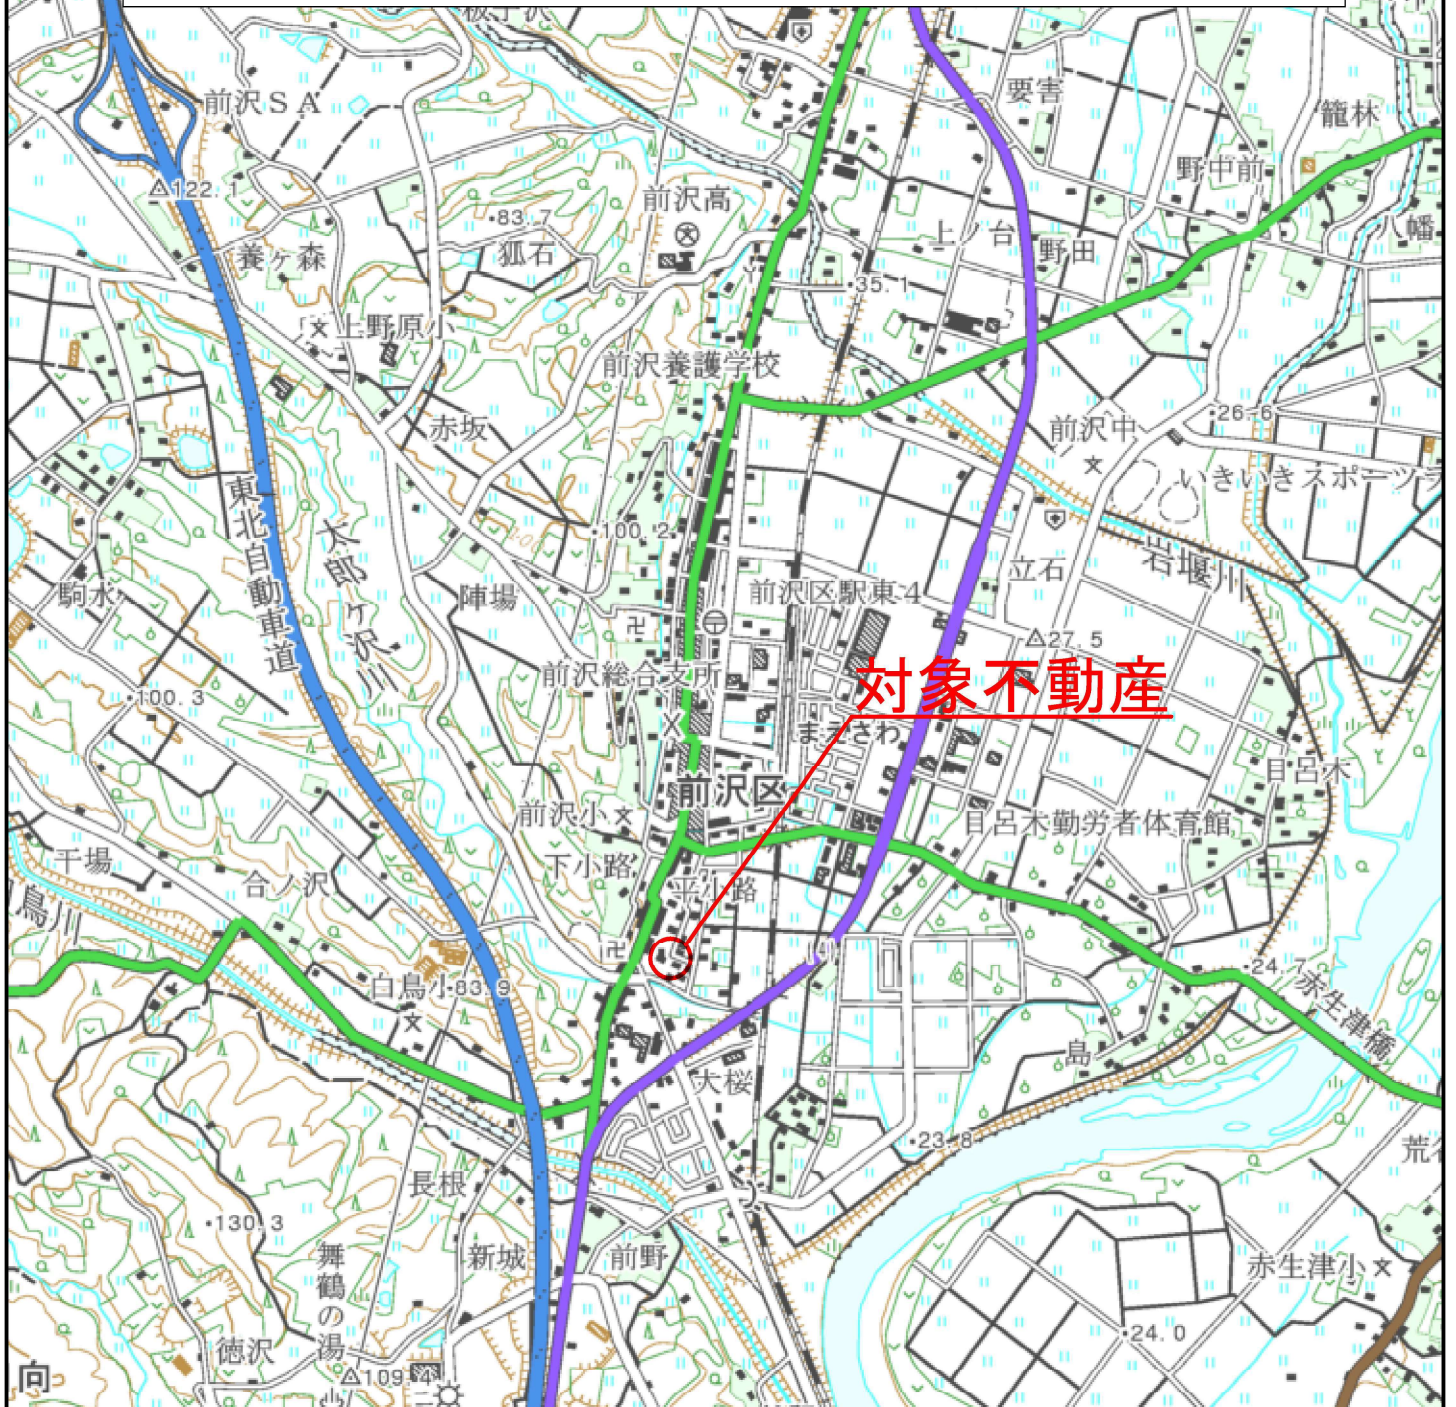 前沢SA
要害
籠林
野中前
△122.1
前沢高
・83.7
上ノ台
八幡
養ヶ森
狐石
野田
・35.1
上野原小
前沢養護学校
・26.6
赤坂
前沢中
いきいきスポーツラ
東北自動車道
太郎ヶ沢川
・100.2
岩堰川
駒水
陣場
前沢区駅東4
立石
△27.5
前沢総合支所
対象不動産
・100.3
まえさわ
目呂木
前沢区
前沢小
目呂木勤労者体育館
干場
下小路
合ノ沢
平小路
鳥川
・24.7
白鳥小
・83.9
赤生津橋
島
大桜
・23.8
長根
・130.3
舞鶴の湯
新城
前野
赤生津小
・24.0
徳沢
向
△109.4